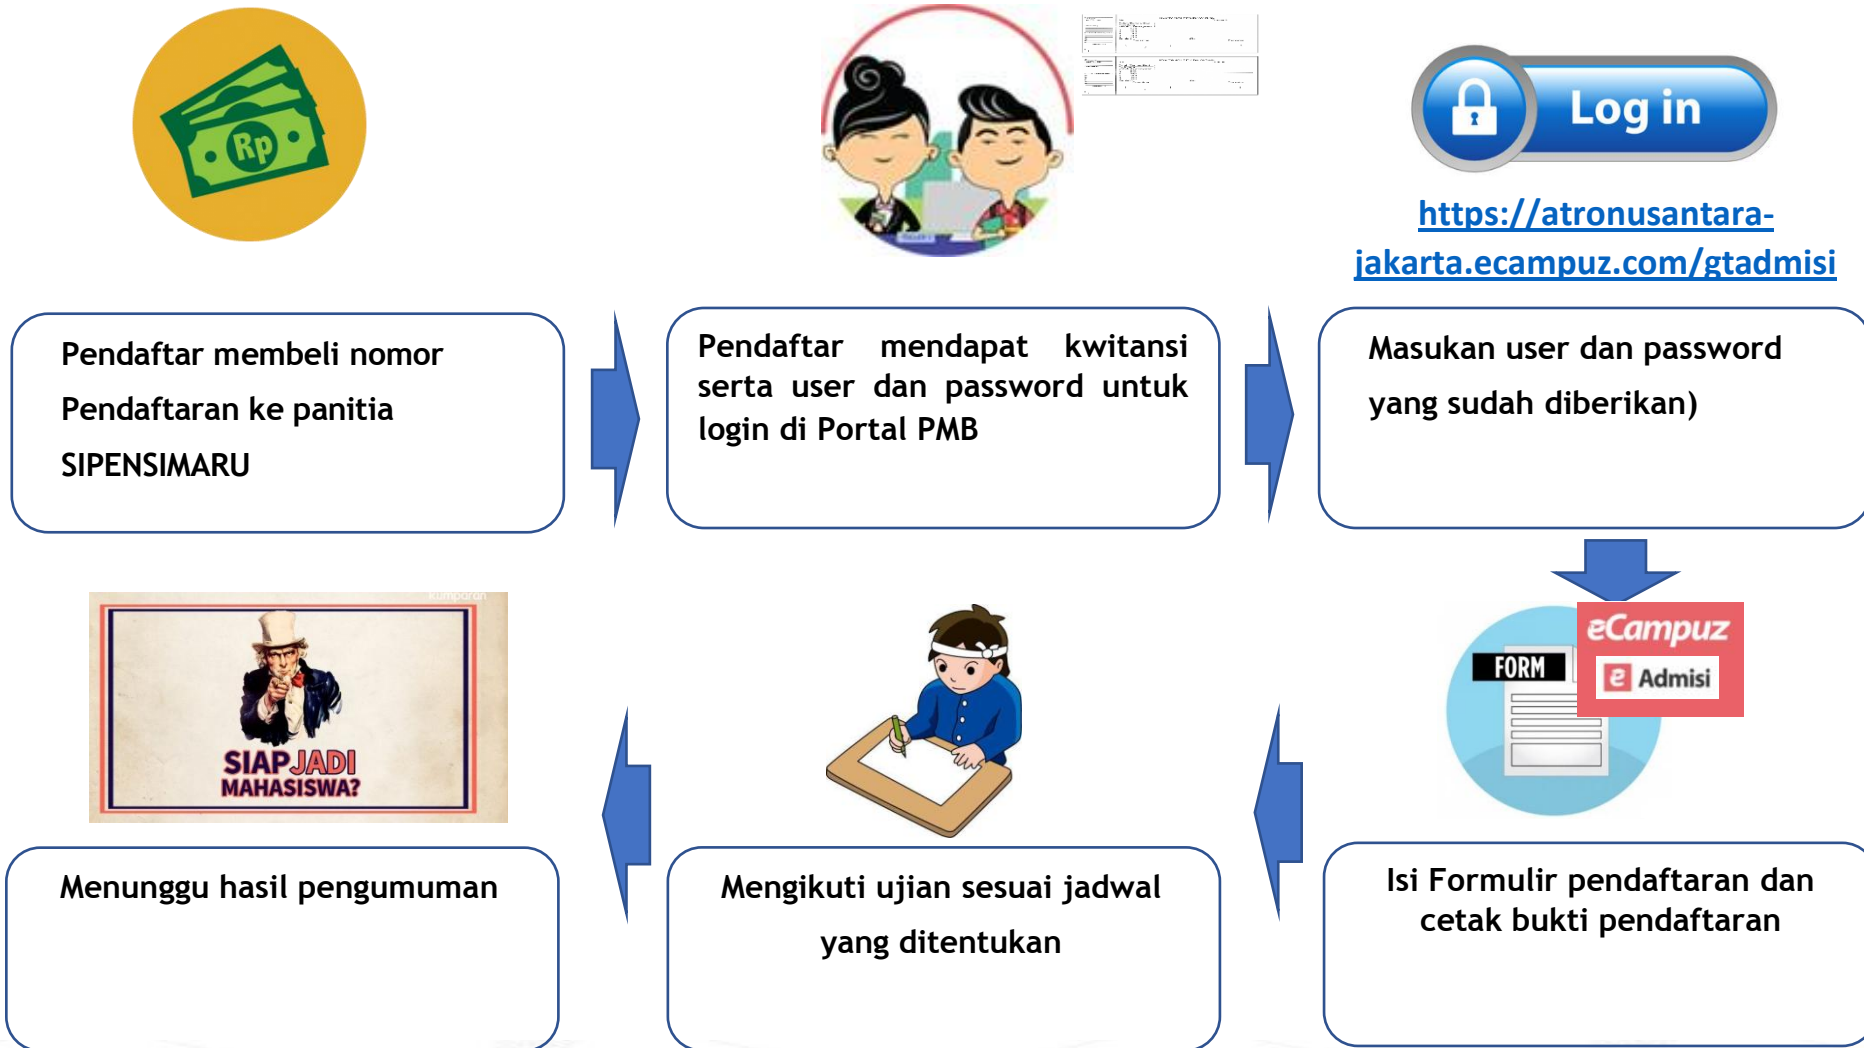 Rp
Log in
https://atronusantara-
jakarta.ecampuz.com/gtadmisi
Pendaftar membeli nomor
Pendaftaran ke panitia
SIPENSIMARU
Pendaftar mendapat kwitansi
serta user dan password untuk
login di Portal PMB
Masukan user dan password
yang sudah diberikan)
kumparan
SIAP JADI
MAHASISWA?
eCampuz
FORM
e Admisi
Menunggu hasil pengumuman
Mengikuti ujian sesuai jadwal
yang ditentukan
Isi Formulir pendaftaran dan
cetak bukti pendaftaran